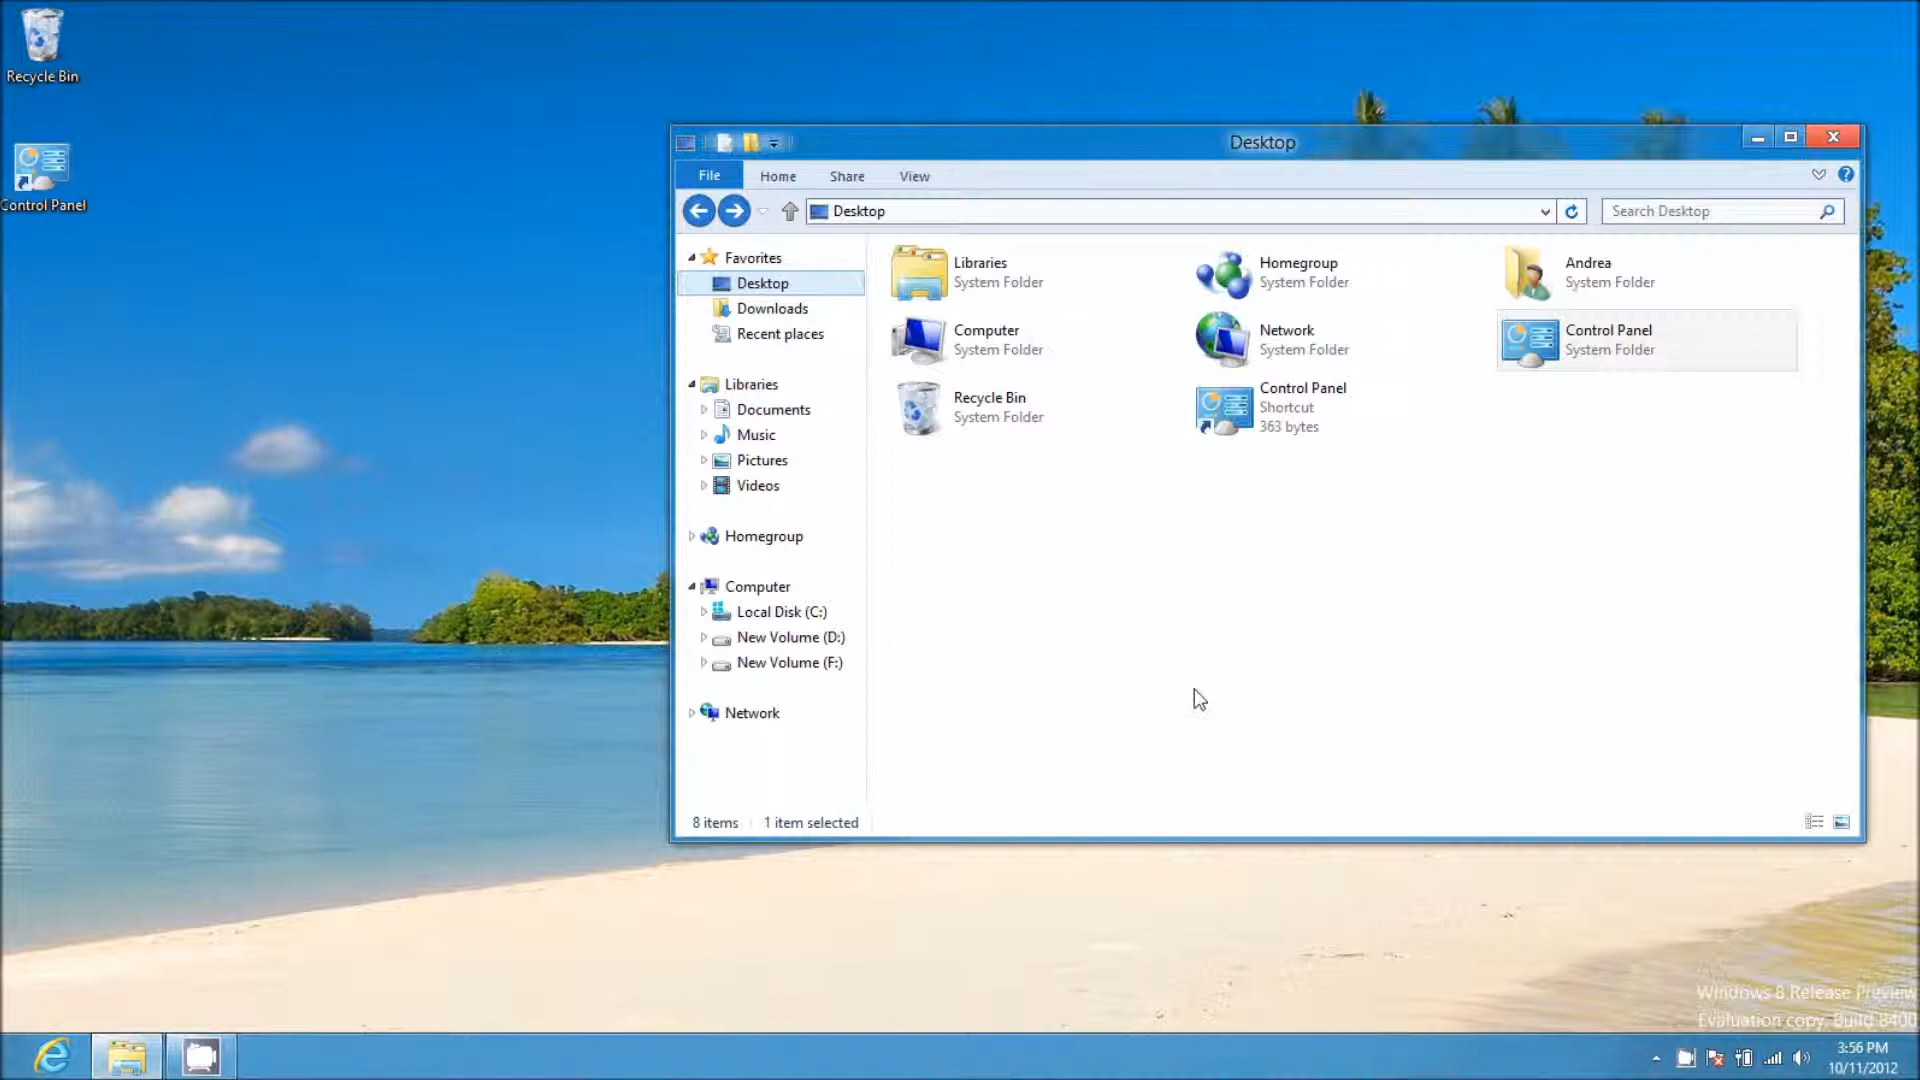 Recycle Bin
Control Panel
Desktop
File
Home
Share
View
Desktop
Search Desktop
Favorites
Desktop
Downloads
Recent places
Libraries
Documents
Music
Pictures
Videos
Homegroup
Computer
Local Disk (C:)
New Volume (D:)
New Volume (F:)
Network
Libraries
System Folder
Homegroup
System Folder
Andrea
System Folder
Computer
System Folder
Network
System Folder
Control Panel
System Folder
Recycle Bin
System Folder
Control Panel
Shortcut
363 bytes
8 items
1 item selected
Windows 8 Release Preview
Evaluation copy. Build 8400
3:56 PM
10/11/2012